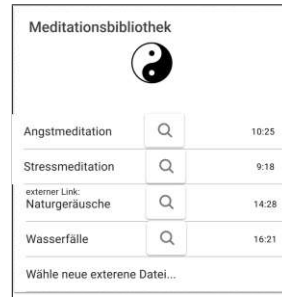 Meditationsbibliothek
Angstmeditation 10:25
Stressmeditation 9:18
externer Link:
Naturgeräusche 14:28
Wasserfälle 16:21
Wähle neue exterene Datei...